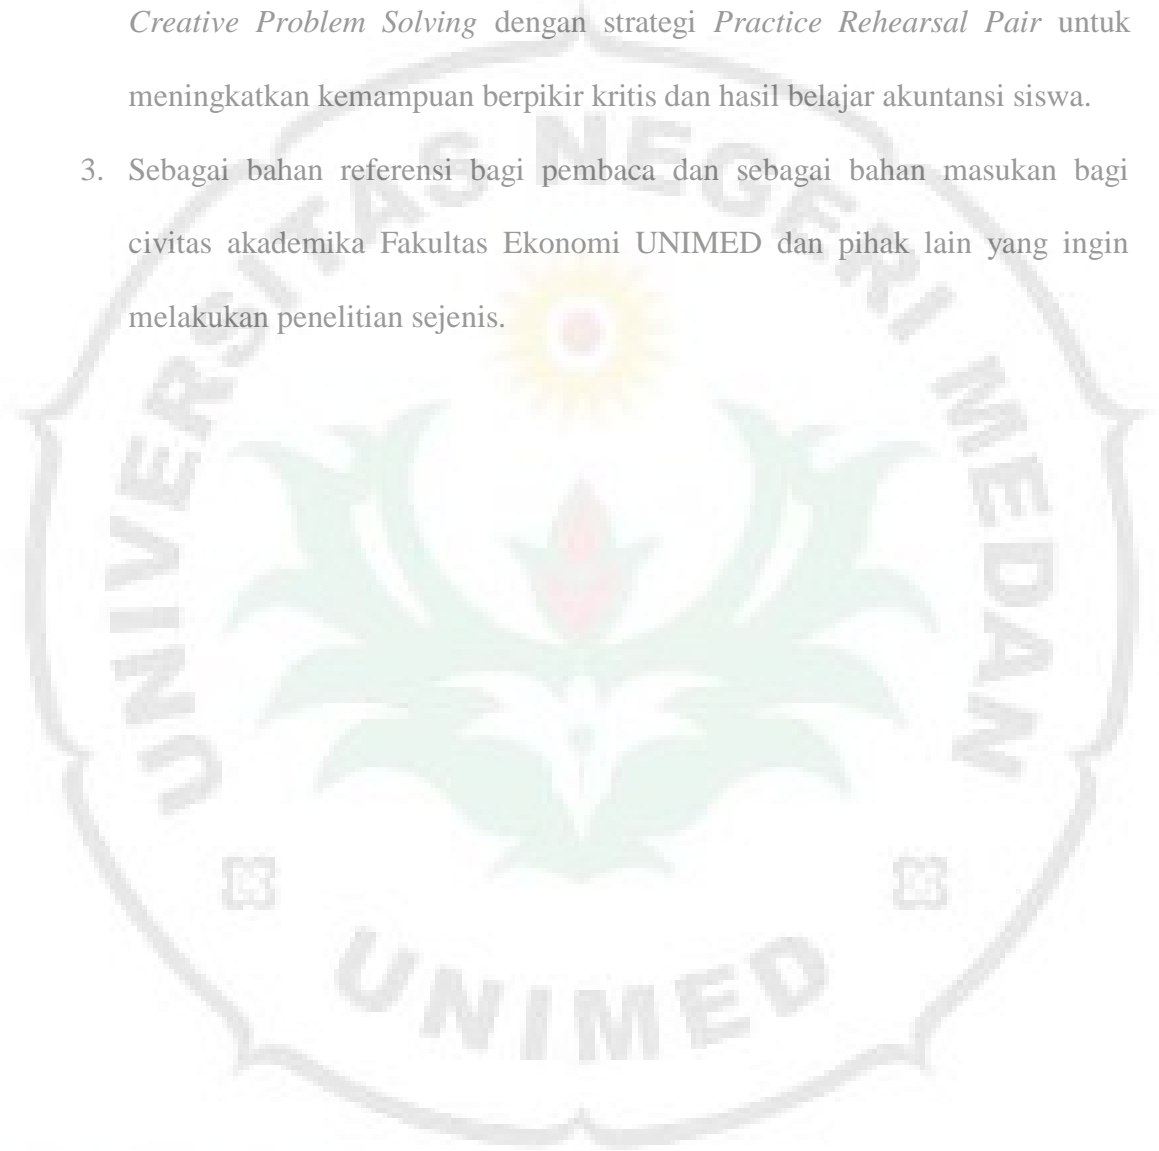 Creative Problem Solving dengan strategi Practice Rehearsal Pair untuk
meningkatkan kemampuan berpikir kritis dan hasil belajar akuntansi siswa.
3. Sebagai bahan referensi bagi pembaca dan sebagai bahan masukan bagi
civitas akademika Fakultas Ekonomi UNIMED dan pihak lain yang ingin
melakukan penelitian sejenis.
UNIVERSITAS NEGERI MEDAN
UNIMED